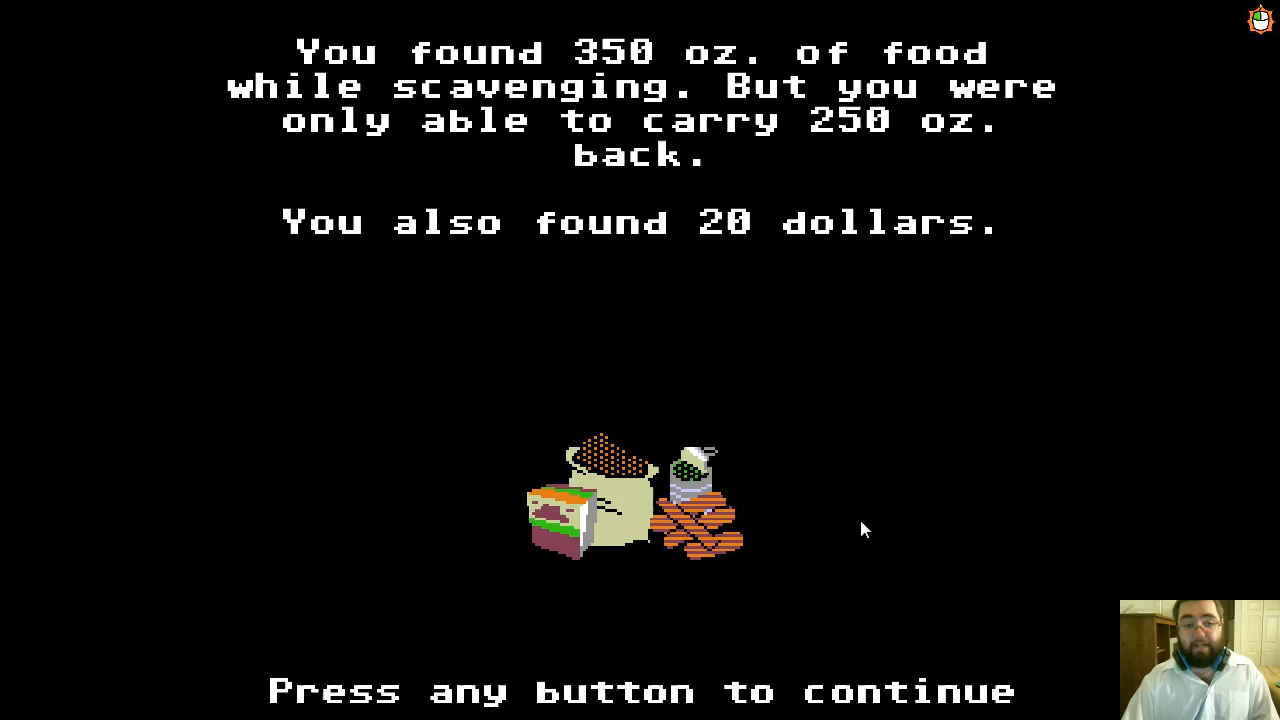 You found 350 oz. of food
while scavenging. But you were
only able to carry 250 oz.
back.
You also found 20 dollars.
Press any button to continue